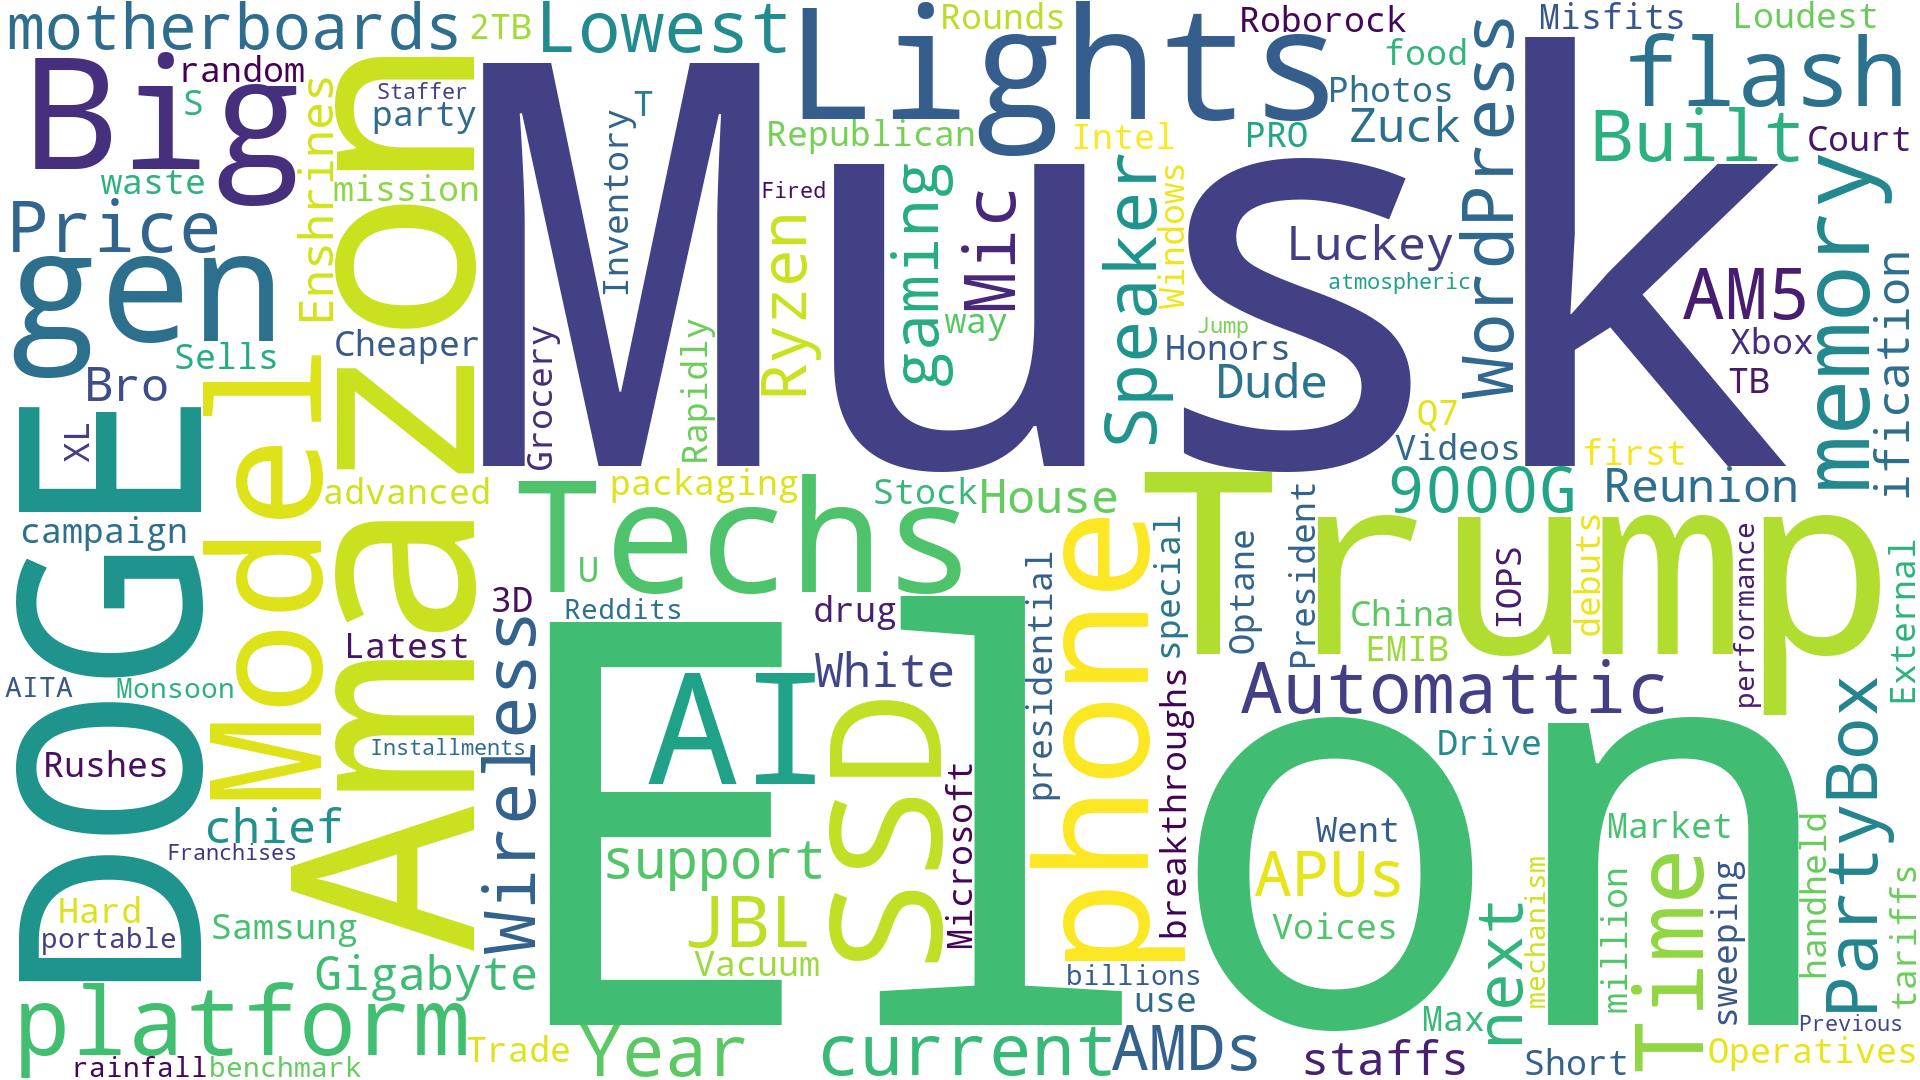 motherboards
2TB
Lowest
Lights
Rounds
Roborock
Misfits
Loudest
Big
random
S
Enshrines
Amazon
Staffer
party
Musk
T
Inventory
Republican
Intel
PRO
food
Photos
Zuck
WordPress
flash
Built
Court
waste
mission
Fired
Price
gen
Ryzen
gaming
Mic
way
Speaker
Windows
Luckey
atmospheric
AM5
memory
ification
Sells
Cheaper
Grocery
Rapidly
Jump
Honors
Dude
Xbox
TB
Bro
Model
DOGE
XL
Q7
Videos
first
advanced
packaging
Stock
House
Trump
9000G
Reunion
campaign
Techs
U
presidential
phone
special
Optane
President
China
EMIB
IOPS
debuts
performance
External
3D
Reddits
drug
Elon
Latest
Wireless
AI
White
SSD
Automattic
AITA
Monsoon
Rushes
Installments
Microsoft
breakthroughs
Drive
PartyBox
chief
Franchises
support
Went
APUs
Voices
Market
handheld
Hard
portable
Samsung
JBL
Vacuum
next
mechanism
million
Time
sweeping
tariffs
Gigabyte
billions
use
platform
Max
Previous
Trade
Year
current
AMDs
staffs
Short
Operatives
rainfall
benchmark